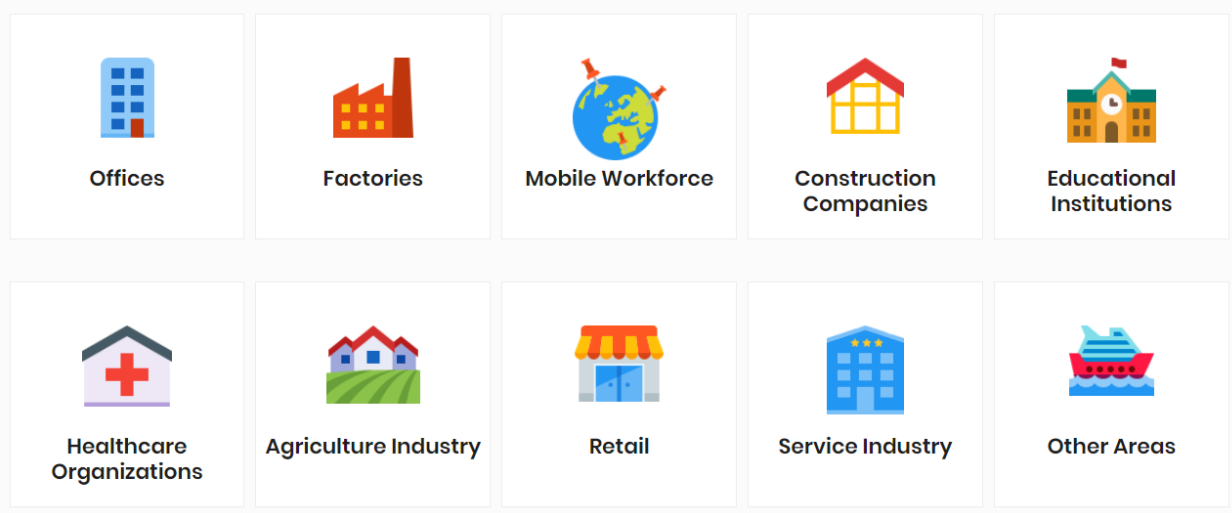 Offices
Factories
Mobile Workforce
Construction
Companies
Educational
Institutions
Healthcare
Organizations
Agriculture Industry
Retail
Service Industry
Other Areas